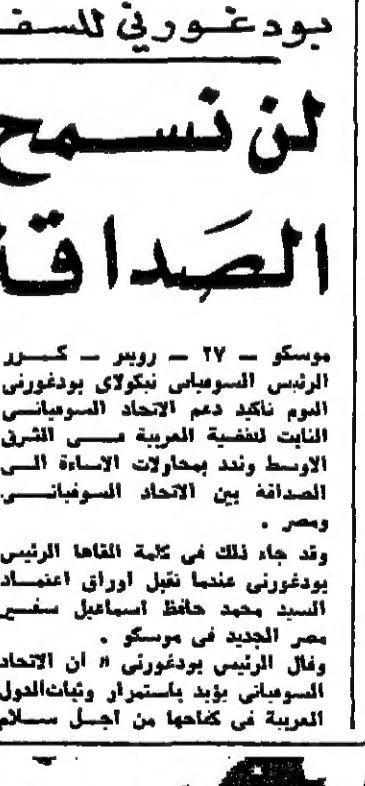 بودغورني للسف
لن نسمح
الصداقة
موسكو – ٢٧ – رويتر – كـرر
الرئيس السوفياتي نيكولاي بودغورني
اليوم تأكيد دعم الاتحاد السوفياتي
الثابت للقضية العربية في الشرق
الاوسط وندد بمحاولات الاساءة الى
الصداقة بين الاتحاد السوفياتي
ومصر .
وقد جاء ذلك في كلمة القاها الرئيس
بودغورني عندما تقبل اوراق اعتماد
السيد محمد حافظ اسماعيل سفير
مصر الجديد في موسكو .
وقال الرئيس بودغورني « ان الاتحاد
السوفياتي يؤيد باستمرار وثبات الدول
العربية في كفاحها من اجل سلام